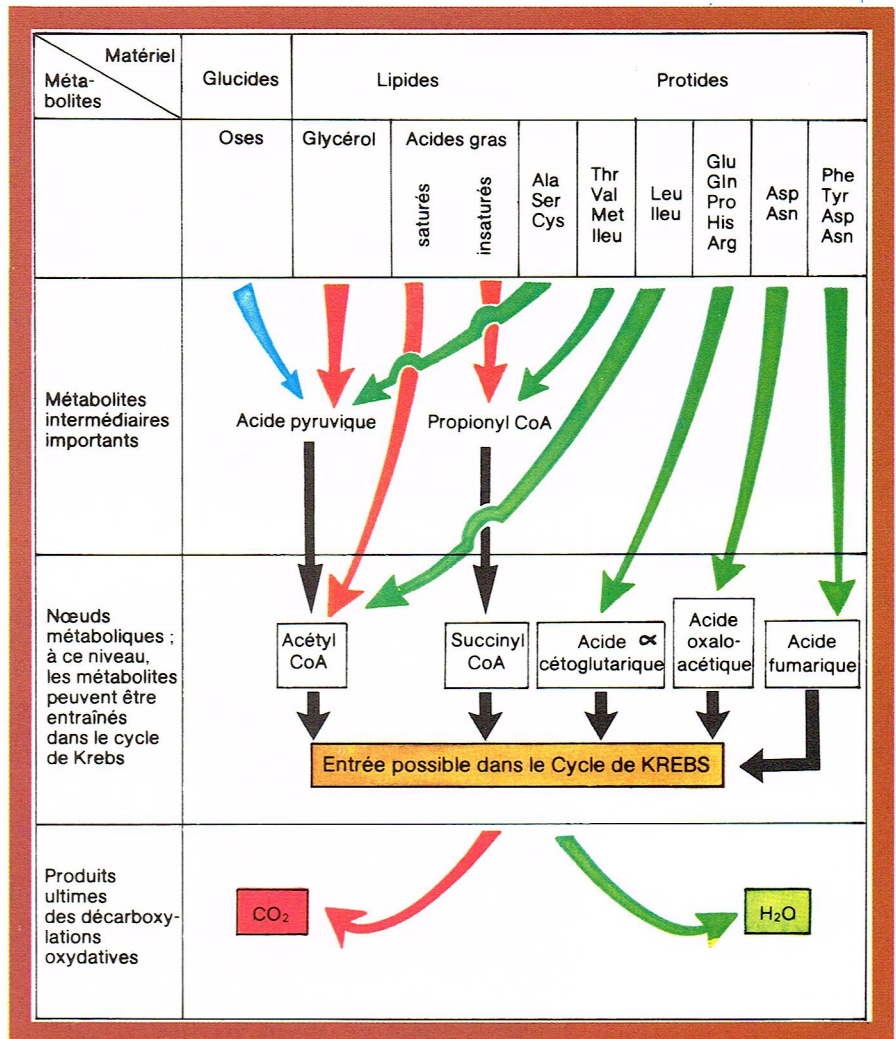 Matériel
Méta-
bolites
Glucides
Lipides
Protides
Oses
Glycérol
Acides gras
saturés
insaturés
Ala
Ser
Cys
Thr
Val
Met
Ileu
Leu
Ileu
Glu
Gln
Pro
His
Arg
Asp
Asn
Phe
Tyr
Asp
Asn
Métabolites
intermédiaires
importants
Acide pyruvique
Propionyl CoA
Nœuds
métaboliques ;
à ce niveau,
les métabolites
peuvent être
entraînés
dans le cycle
de Krebs
Acétyl
CoA
Succinyl
CoA
Acide α
cétoglutarique
Acide
oxalo-
acétique
Acide
fumarique
Entrée possible dans le Cycle de KREBS
Produits
ultimes
des décarboxy-
lations
oxydatives
CO₂
H₂O